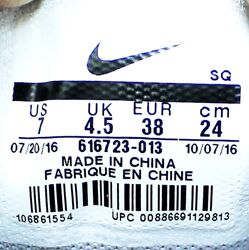 SQ
US UK EUR cm
7 4.5 38 24
07/20/16 616723-013 10/07/16
MADE IN CHINA
FABRIQUE EN CHINE
106861554 UPC 00886691129813